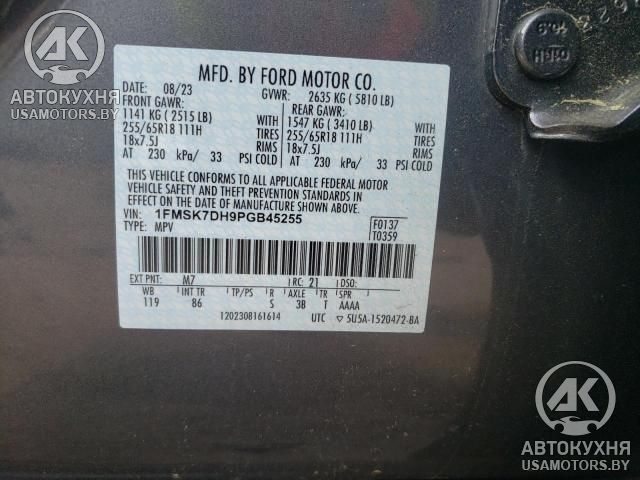 AK
АВТОКУХНЯ
USAMOTORS.BY
MFD. BY FORD MOTOR CO.
DATE: 08/23 GVWR: 2635 KG ( 5810 LB)
FRONT GAWR: REAR GAWR:
1141 KG ( 2515 LB) 1547 KG ( 3410 LB)
255/65R18 111H TIRES 255/65R18 111H TIRES
18x7.5J RIMS 18x7.5J RIMS
AT 230 kPa/ 33 PSI COLD AT 230 kPa/ 33 PSI COLD
THIS VEHICLE CONFORMS TO ALL APPLICABLE FEDERAL MOTOR
VEHICLE SAFETY AND THEFT PREVENTION STANDARDS IN
EFFECT ON THE DATE OF MANUFACTURE SHOWN ABOVE.
VIN: 1FMSK7DH9PGB45255 F0137
TYPE: MPV T0359
EXT PNT: M7 RC: 21 DSO:
WB INT TR TP/PS R AXLE TR SPR
119 86 S 3B T AAAA
1202308161614 UTC ▽ 5U5A-1520472-BA
AK
АВТОКУХНЯ
USAMOTORS.BY